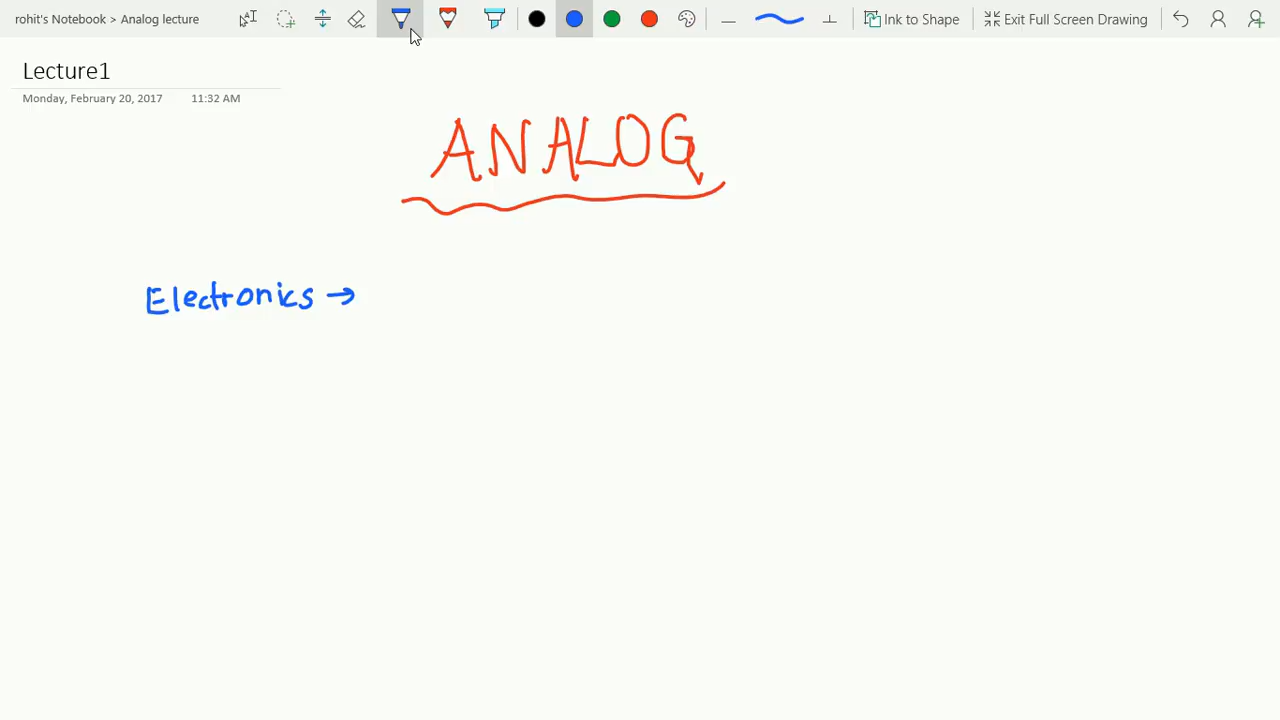 rohit's Notebook > Analog lecture
Ink to Shape
Exit Full Screen Drawing
Lecture1
Monday, February 20, 2017 11:32 AM
ANALOG
Electronics →